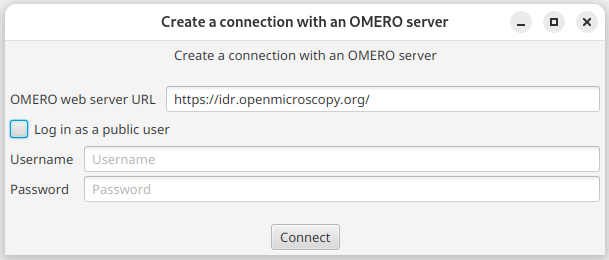 Create a connection with an OMERO server
Create a connection with an OMERO server
OMERO web server URL https://idr.openmicroscopy.org/
Log in as a public user
Username Username
Password Password
Connect